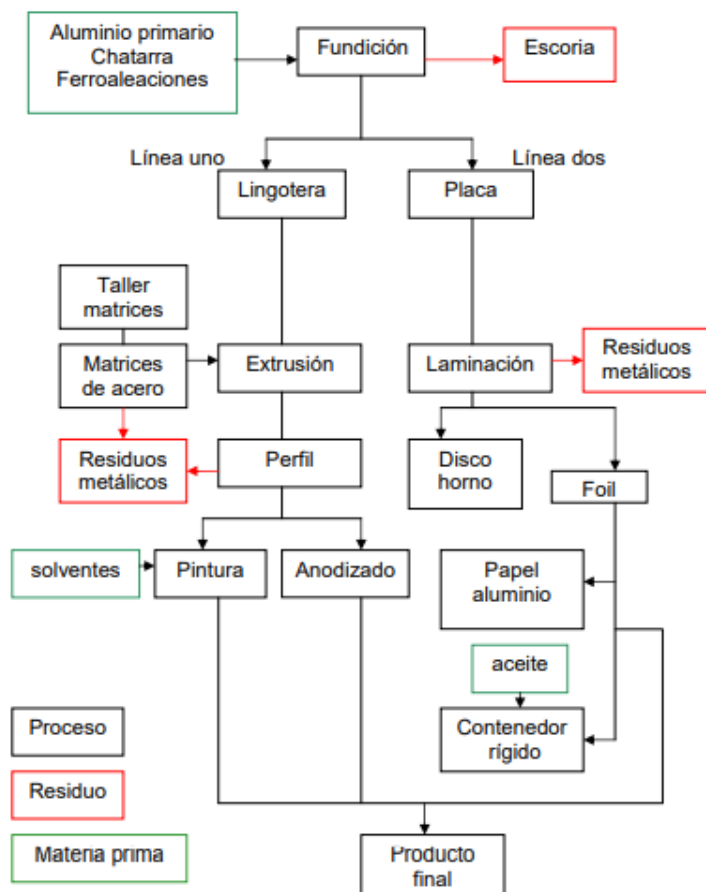 Aluminio primario
Chatarra
Ferroaleaciones
Fundición
Escoria
Línea uno
Línea dos
Lingotera
Placa
Taller
matrices
Matrices
de acero
Extrusión
Laminación
Residuos
metálicos
Residuos
metálicos
Perfil
Disco
horno
Foil
solventes
Pintura
Anodizado
Papel
aluminio
aceite
Contenedor
rígido
Proceso
Residuo
Materia prima
Producto
final